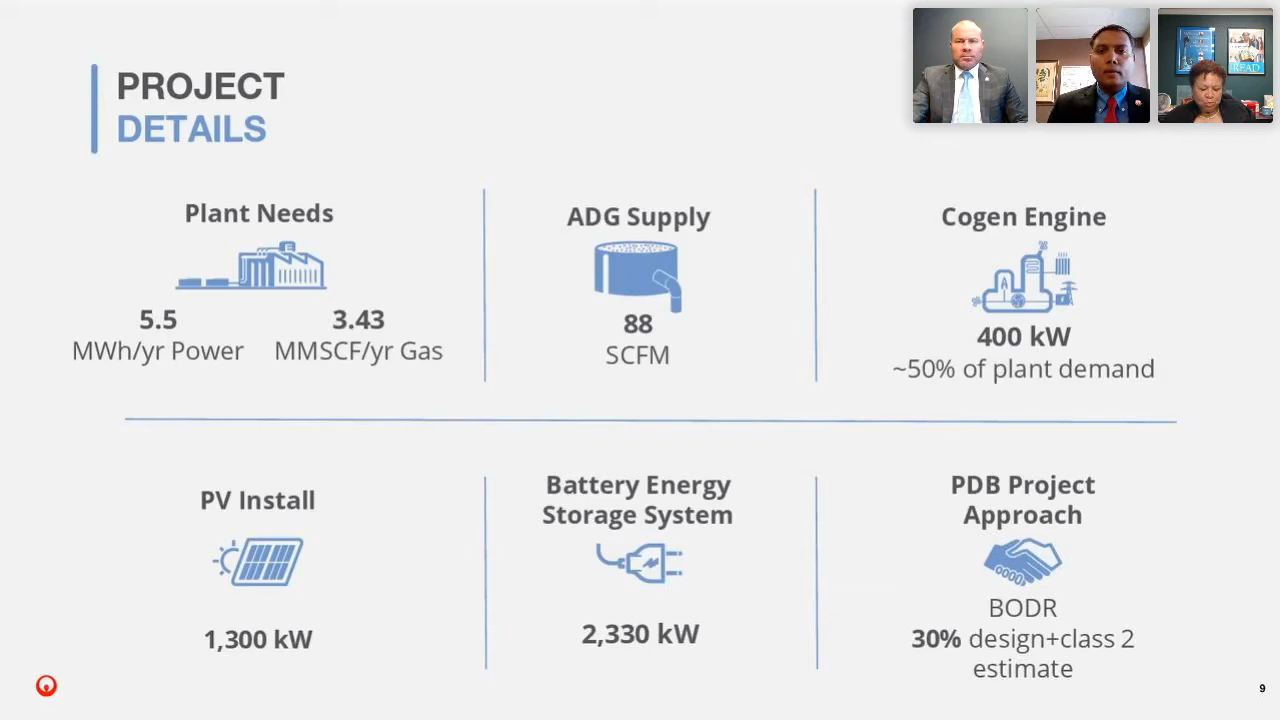 PROJECT
DETAILS
Plant Needs
5.5
MWh/yr Power
3.43
MMSCF/yr Gas
ADG Supply
88
SCFM
Cogen Engine
400 kW
~50% of plant demand
PV Install
1,300 kW
Battery Energy
Storage System
2,330 kW
PDB Project
Approach
BODR
30% design+class 2
estimate
9
READ